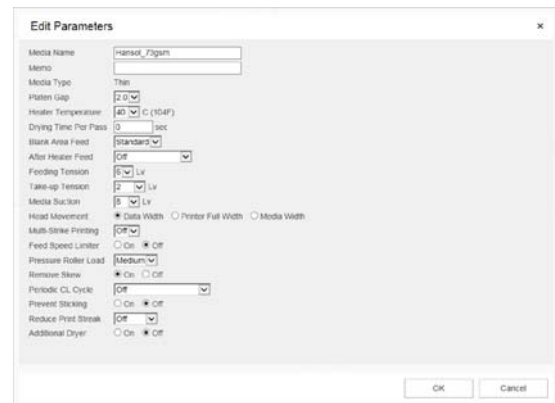 Edit Parameters ×
Media Name Hansol_73gsm
Memo
Media Type Thin
Platen Gap 2.0
Heater Temperature 40 C (104F)
Drying Time Per Pass 0 sec
Blank Area Feed Standard
After Heater Feed Off
Feeding Tension 6 Lv
Take-up Tension 2 Lv
Media Suction 8 Lv
Head Movement Data Width Printer Full Width Media Width
Multi-Strike Printing Off
Feed Speed Limiter On Off
Pressure Roller Load Medium
Remove Skew On Off
Periodic CL Cycle Off
Prevent Sticking On Off
Reduce Print Streak Off
Additional Dryer On Off
OK Cancel